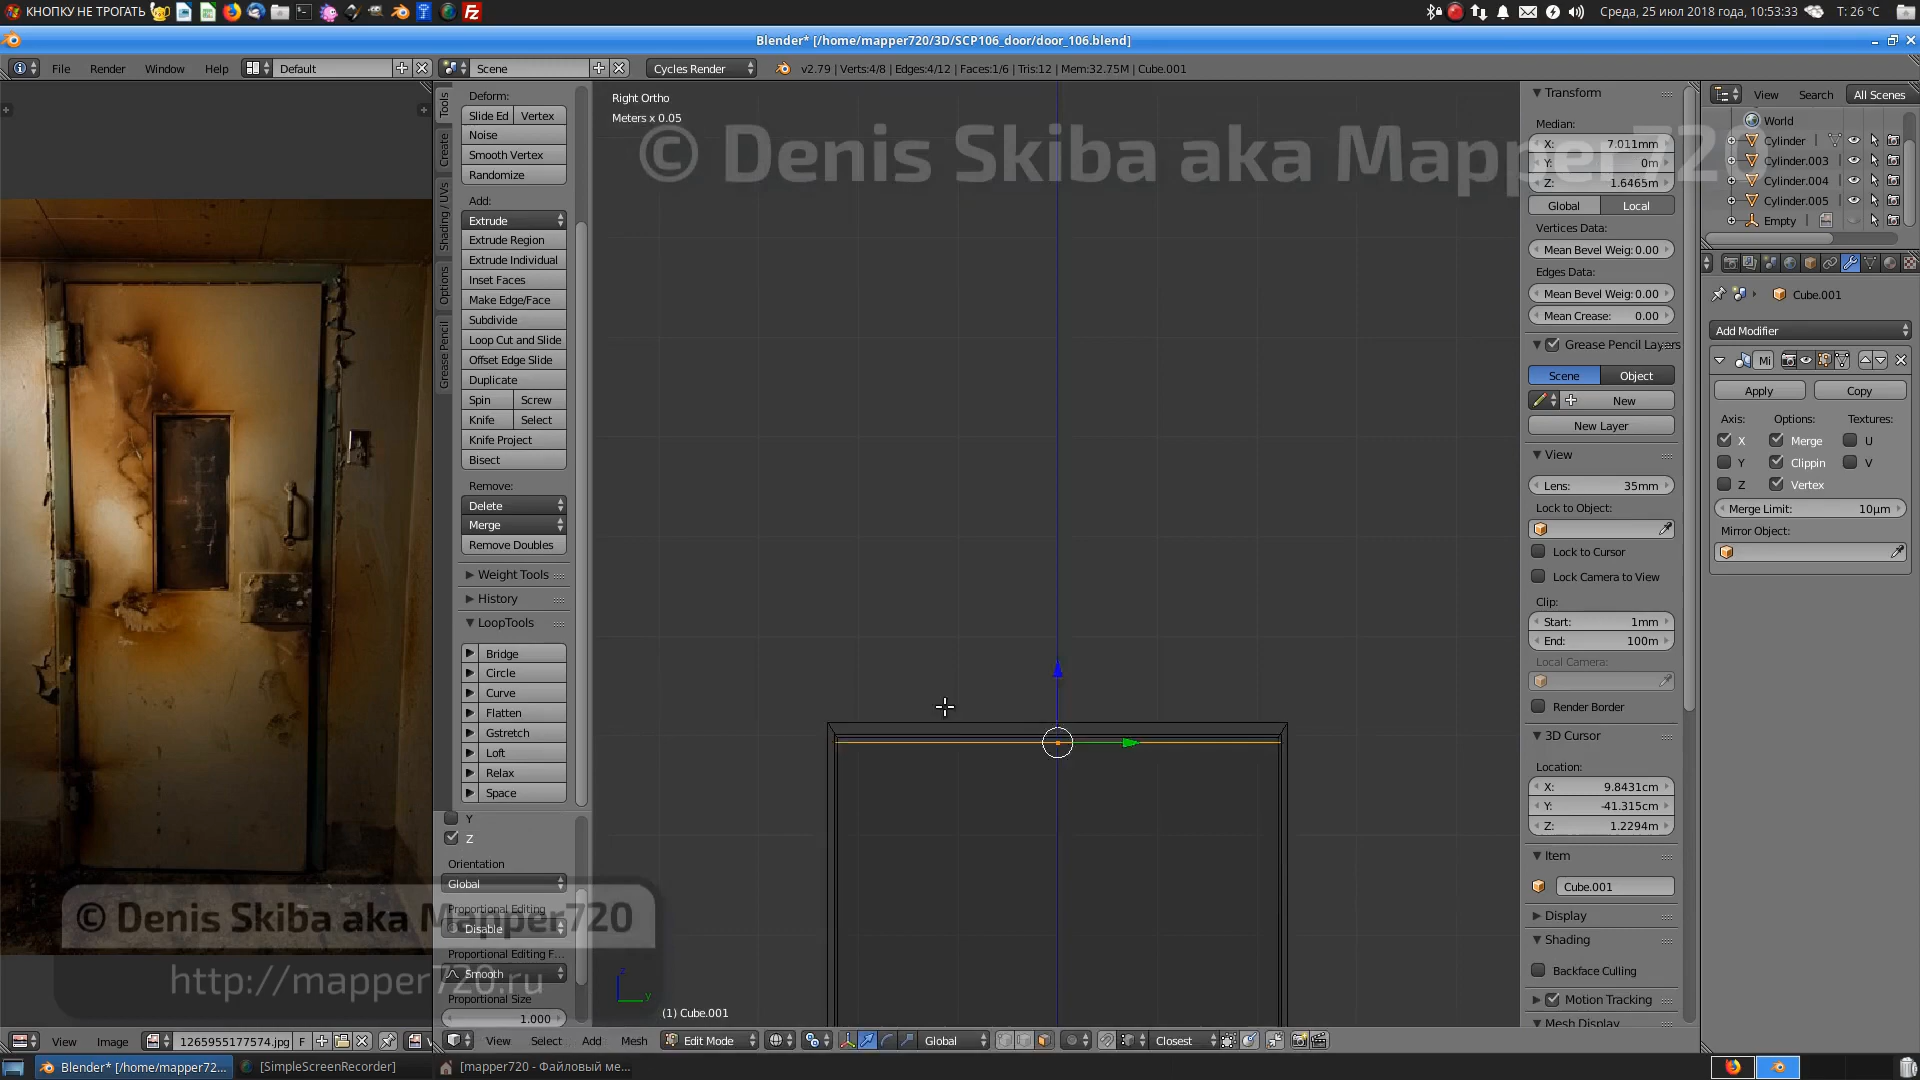 КНОПКУ НЕ ТРОГАТЬ
Среда, 25 июл 2018 года, 10:53:33
T: 26 °C
Blender* [/home/mapper720/3D/SCP106_door/door_106.blend]
File Render Window Help
Default
Scene
Cycles Render
v2.79 | Verts:4/8 | Edges:4/12 | Faces:1/6 | Tris:12 | Mem:32.75M | Cube.001
Tools
Create
Shading / UVs
Options
Grease Pencil
Deform:
Slide Ed Vertex
Noise
Smooth Vertex
Randomize
Add:
Extrude
Extrude Region
Extrude Individual
Inset Faces
Make Edge/Face
Subdivide
Loop Cut and Slide
Offset Edge Slide
Duplicate
Spin Screw
Knife Select
Knife Project
Bisect
Remove:
Delete
Merge
Remove Doubles
Weight Tools
History
LoopTools
Bridge
Circle
Curve
Flatten
Gstretch
Loft
Relax
Space
Y
Z
Orientation
Global
Proportional Editing
Disable
Proportional Editing F...
Smooth
Proportional Size
1.000
Right Ortho
Meters x 0.05
© Denis Skiba aka Mapper720
z
y
(1) Cube.001
© Denis Skiba aka Mapper720
http://mapper720.ru
Transform
Median:
X: 7.011mm
Y: 0m
Z: 1.6465m
Global Local
Vertices Data:
Mean Bevel Weig: 0.00
Edges Data:
Mean Bevel Weig: 0.00
Mean Crease: 0.00
Grease Pencil Layers
Scene Object
New
New Layer
View
Lens: 35mm
Lock to Object:
Lock to Cursor
Lock Camera to View
Clip:
Start: 1mm
End: 100m
Local Camera:
Render Border
3D Cursor
Location:
X: 9.8431cm
Y: -41.315cm
Z: 1.2294m
Item
Cube.001
Display
Shading
Backface Culling
Motion Tracking
Mesh Display
View Search All Scenes
World
Cylinder
Cylinder.003
Cylinder.004
Cylinder.005
Empty
Cube.001
Add Modifier
Mi
Apply Copy
Axis: Options: Textures:
X Merge U
Y Clippin V
Z Vertex
Merge Limit: 10µm
Mirror Object:
View Image
1265955177574.jpg F
View Select Add Mesh
Edit Mode
Global
Closest
Blender* [/home/mapper72...
[SimpleScreenRecorder]
[mapper720 - Файловый ме...